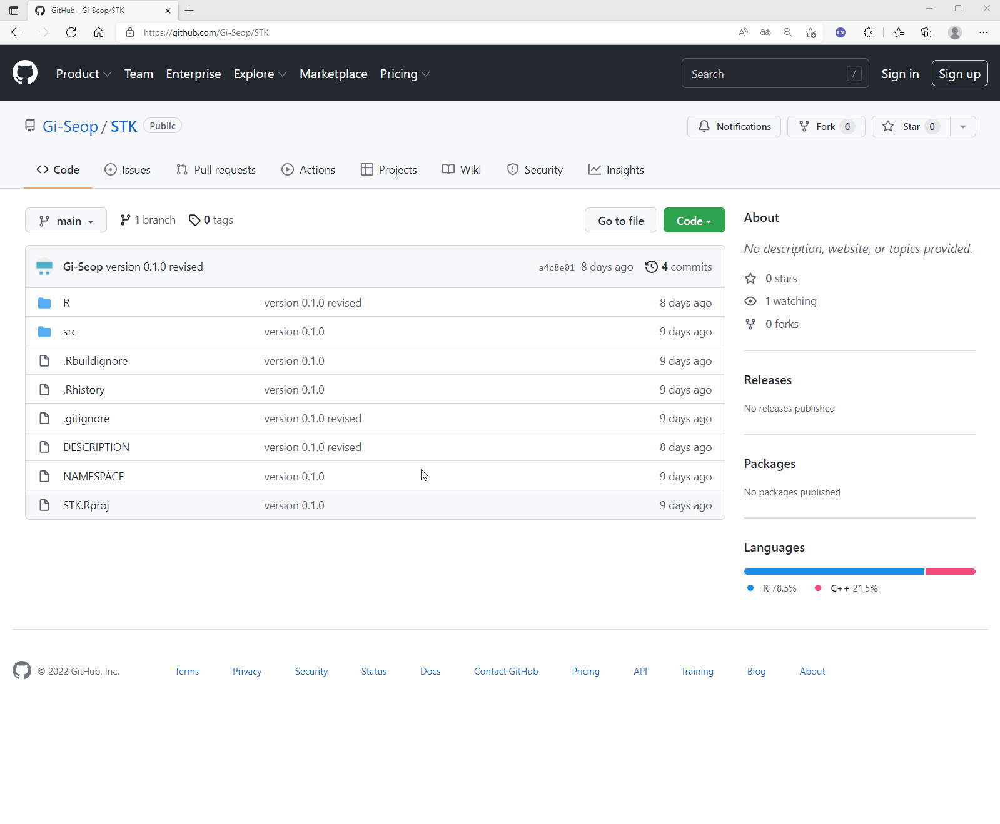 GitHub - Gi-Seop/STK
https://github.com/Gi-Seop/STK
EN
Product Team Enterprise Explore Marketplace Pricing Search / Sign in Sign up
Gi-Seop / STK Public Notifications Fork 0 Star 0
Code Issues Pull requests Actions Projects Wiki Security Insights
main 1 branch 0 tags Go to file Code
Gi-Seop version 0.1.0 revised a4c8e01 8 days ago 4 commits
R version 0.1.0 revised 8 days ago
src version 0.1.0 9 days ago
.Rbuildignore version 0.1.0 9 days ago
.Rhistory version 0.1.0 9 days ago
.gitignore version 0.1.0 revised 9 days ago
DESCRIPTION version 0.1.0 revised 8 days ago
NAMESPACE version 0.1.0 9 days ago
STK.Rproj version 0.1.0 9 days ago
About
No description, website, or topics provided.
0 stars
1 watching
0 forks
Releases
No releases published
Packages
No packages published
Languages
R 78.5% C++ 21.5%
© 2022 GitHub, Inc. Terms Privacy Security Status Docs Contact GitHub Pricing API Training Blog About